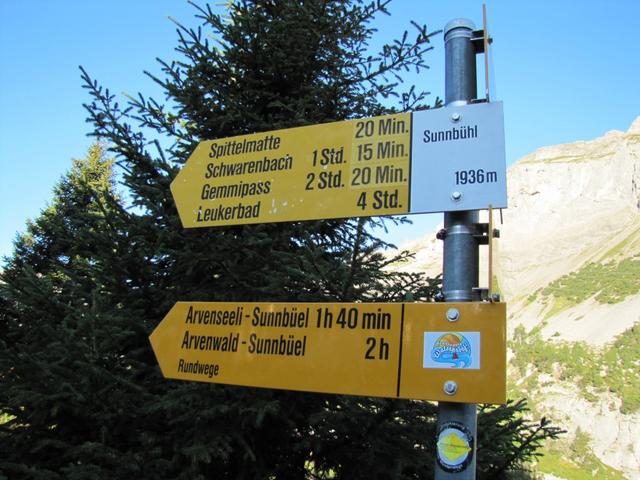 Spittelmatte 20 Min.
Schwarenbach 1 Std. 15 Min.
Gemmipass 2 Std. 20 Min.
Leukerbad 4 Std.
Sunnbühl
1936 m
Arvenseeli - Sunnbüel 1h 40 min
Arvenwald - Sunnbüel 2 h
Rundwege